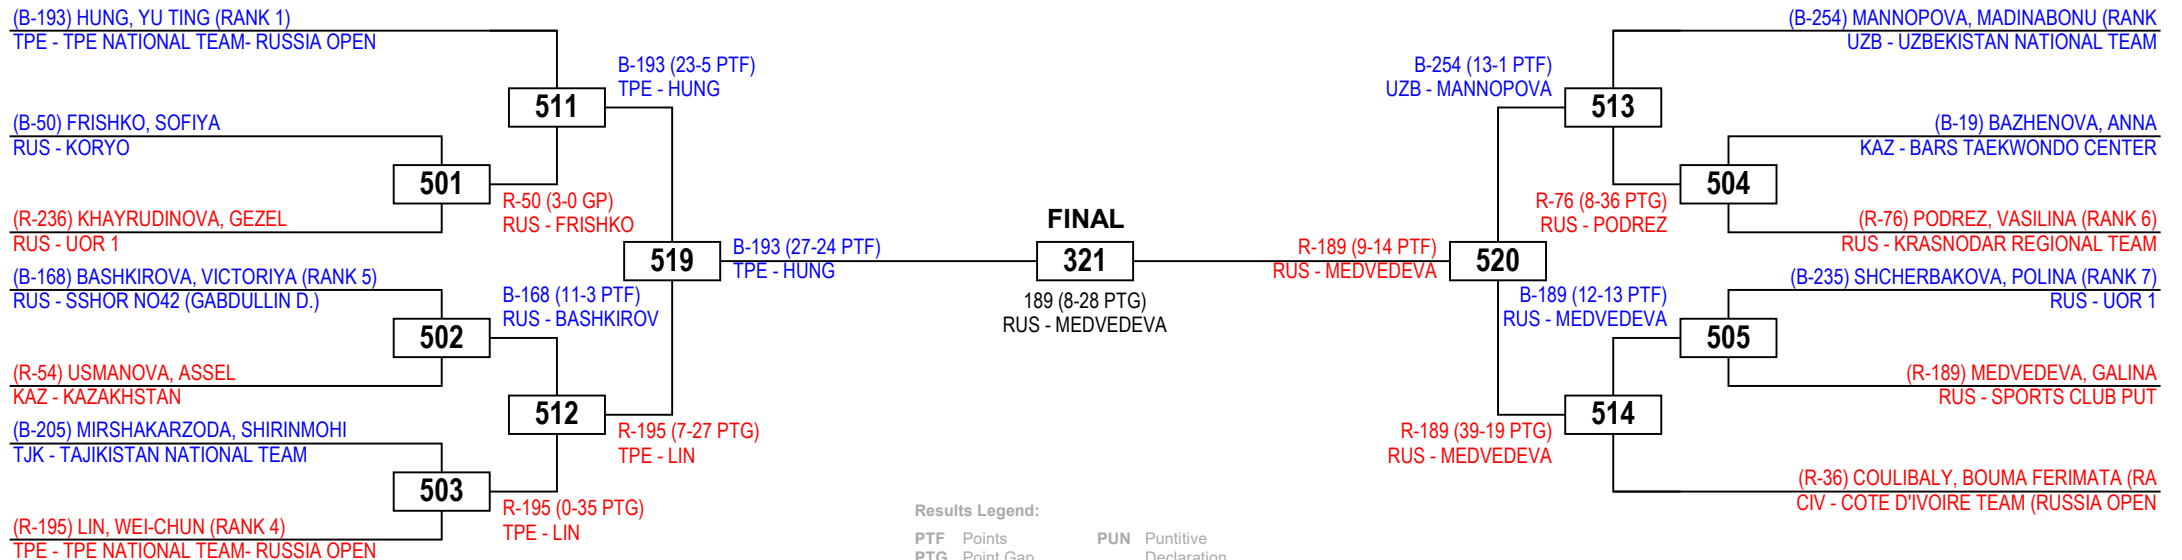 (B-193) HUNG, YU TING (RANK 1)
TPE - TPE NATIONAL TEAM- RUSSIA OPEN
(B-50) FRISHKO, SOFIYA
RUS - KORYO
(R-236) KHAYRUDINOVA, GEZEL
RUS - UOR 1
(B-168) BASHKIROVA, VICTORIYA (RANK 5)
RUS - SSHOR NO42 (GABDULLIN D.)
(R-54) USMANOVA, ASSEL
KAZ - KAZAKHSTAN
(B-205) MIRSHAKARZODA, SHIRINMOHI
TJK - TAJIKISTAN NATIONAL TEAM
(R-195) LIN, WEI-CHUN (RANK 4)
TPE - TPE NATIONAL TEAM- RUSSIA OPEN
501
502
503
R-50 (3-0 GP)
RUS - FRISHKO
B-168 (11-3 PTF)
RUS - BASHKIROV
R-195 (0-35 PTG)
TPE - LIN
511
512
B-193 (23-5 PTF)
TPE - HUNG
R-195 (7-27 PTG)
TPE - LIN
519
B-193 (27-24 PTF)
TPE - HUNG
FINAL
321
189 (8-28 PTG)
RUS - MEDVEDEVA
R-189 (9-14 PTF)
RUS - MEDVEDEVA
520
B-254 (13-1 PTF)
UZB - MANNOPOVA
R-189 (39-19 PTG)
RUS - MEDVEDEVA
513
514
R-76 (8-36 PTG)
RUS - PODREZ
B-189 (12-13 PTF)
RUS - MEDVEDEVA
504
505
(B-254) MANNOPOVA, MADINABONU (RANK
UZB - UZBEKISTAN NATIONAL TEAM
(B-19) BAZHENOVA, ANNA
KAZ - BARS TAEKWONDO CENTER
(R-76) PODREZ, VASILINA (RANK 6)
RUS - KRASNODAR REGIONAL TEAM
(B-235) SHCHERBAKOVA, POLINA (RANK 7)
RUS - UOR 1
(R-189) MEDVEDEVA, GALINA
RUS - SPORTS CLUB PUT
(R-36) COULIBALY, BOUMA FERIMATA (RA
CIV - COTE D'IVOIRE TEAM (RUSSIA OPEN
Results Legend:
PTF Points PUN Puntitive
PTG Point Gap Declaration